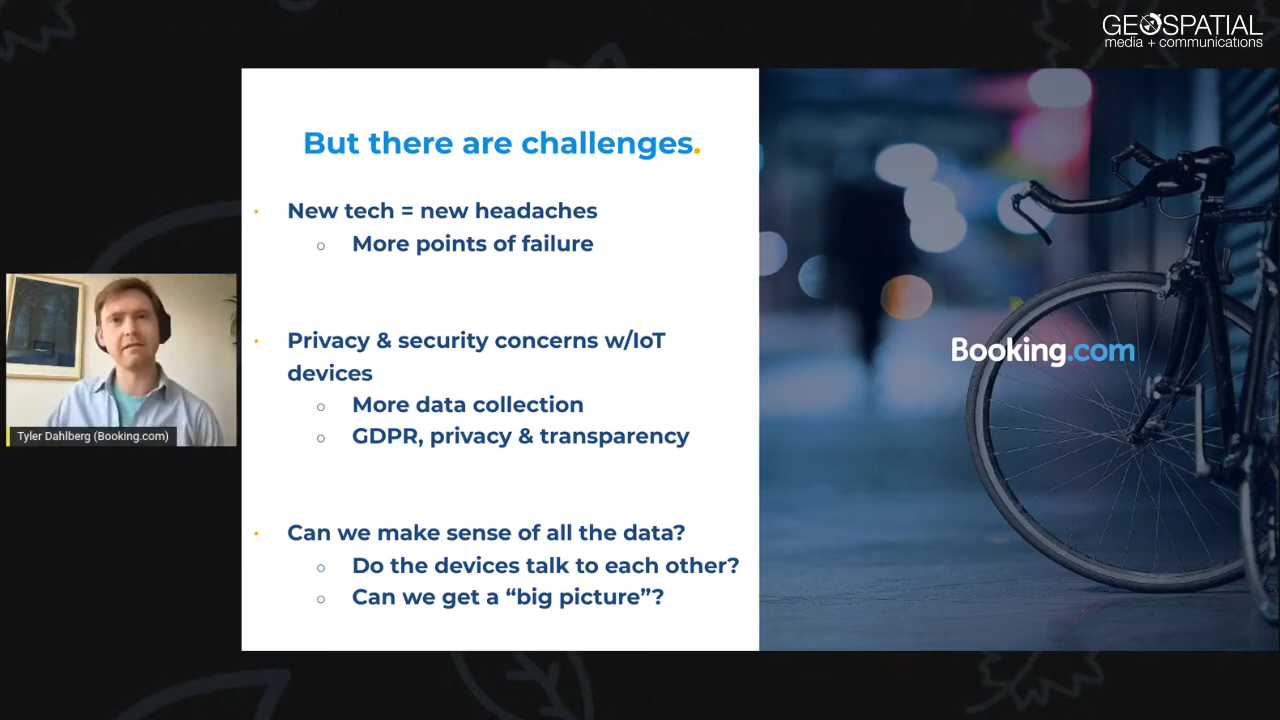 GEOSPATIAL
media + communications
But there are challenges.
· New tech = new headaches
○ More points of failure
· Privacy & security concerns w/IoT
devices
○ More data collection
○ GDPR, privacy & transparency
· Can we make sense of all the data?
○ Do the devices talk to each other?
○ Can we get a “big picture”?
Booking.com
Tyler Dahlberg (Booking.com)